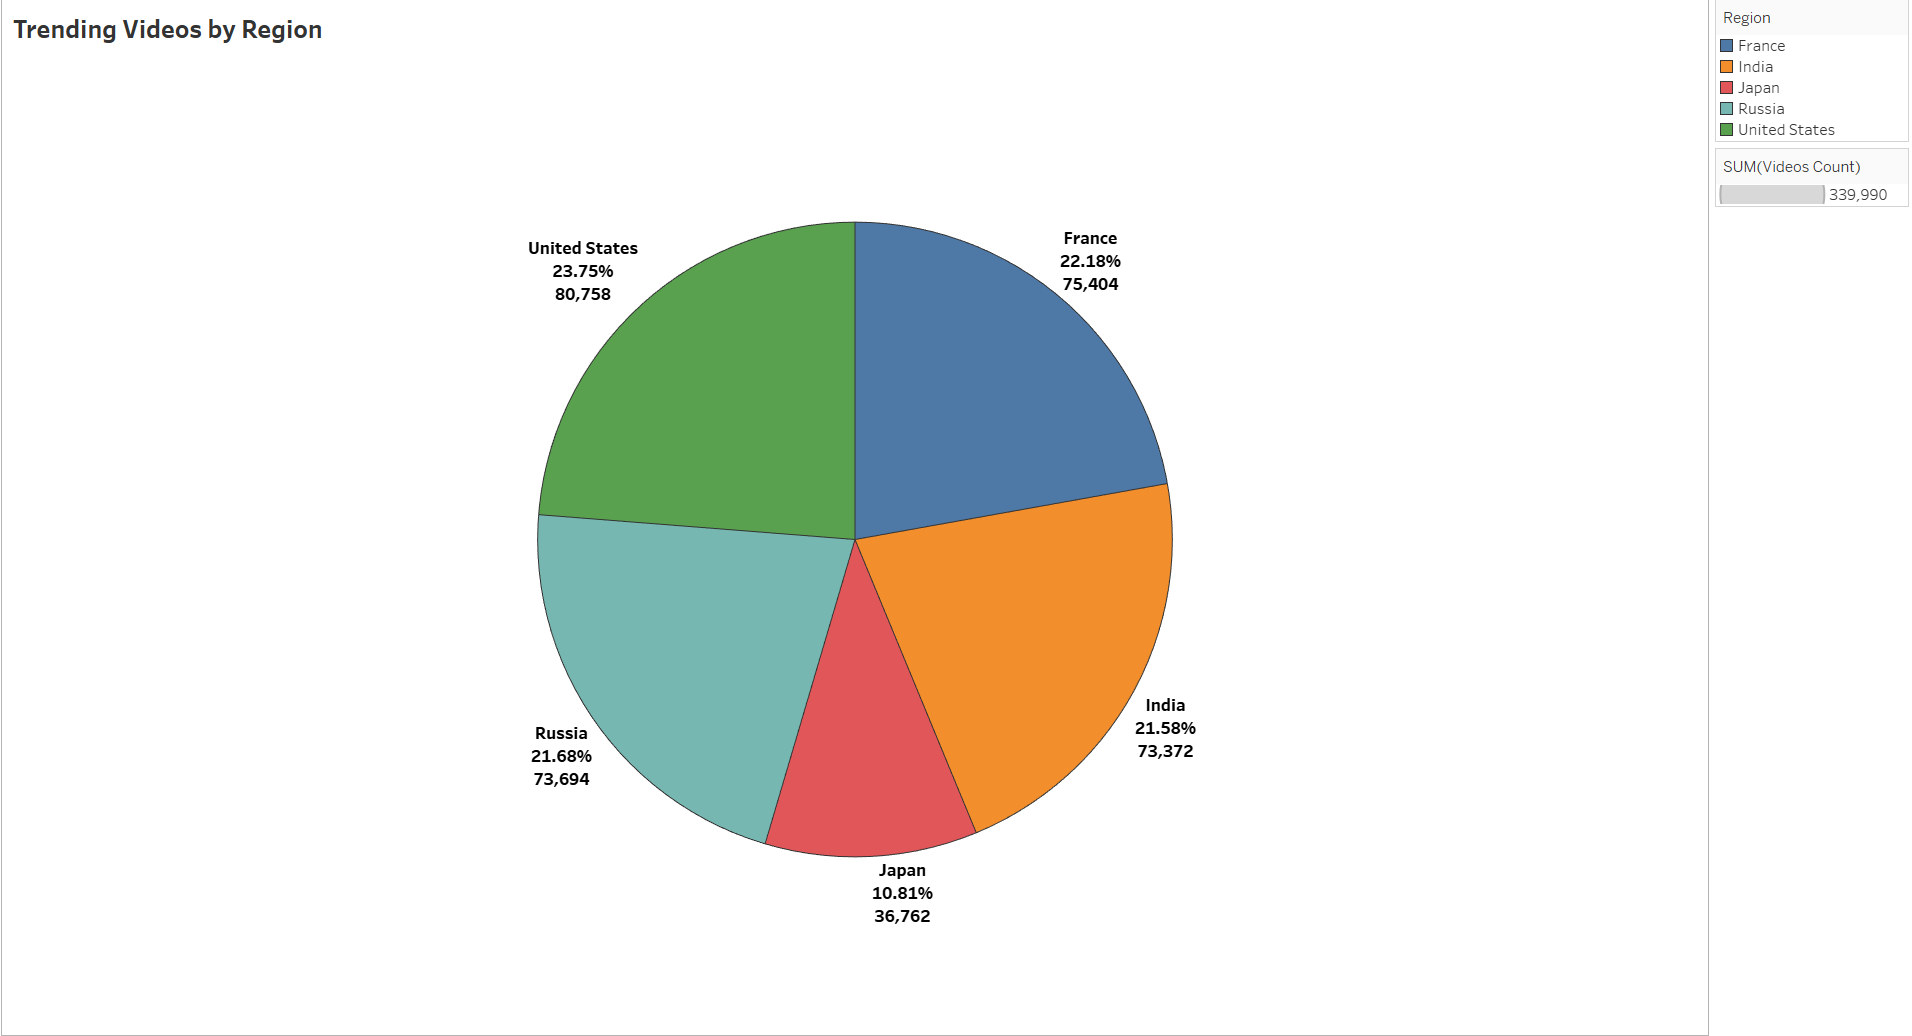 Trending Videos by Region
Region
France
India
Japan
Russia
United States
SUM(Videos Count)
339,990
United States
23.75%
80,758
France
22.18%
75,404
India
21.58%
73,372
Russia
21.68%
73,694
Japan
10.81%
36,762